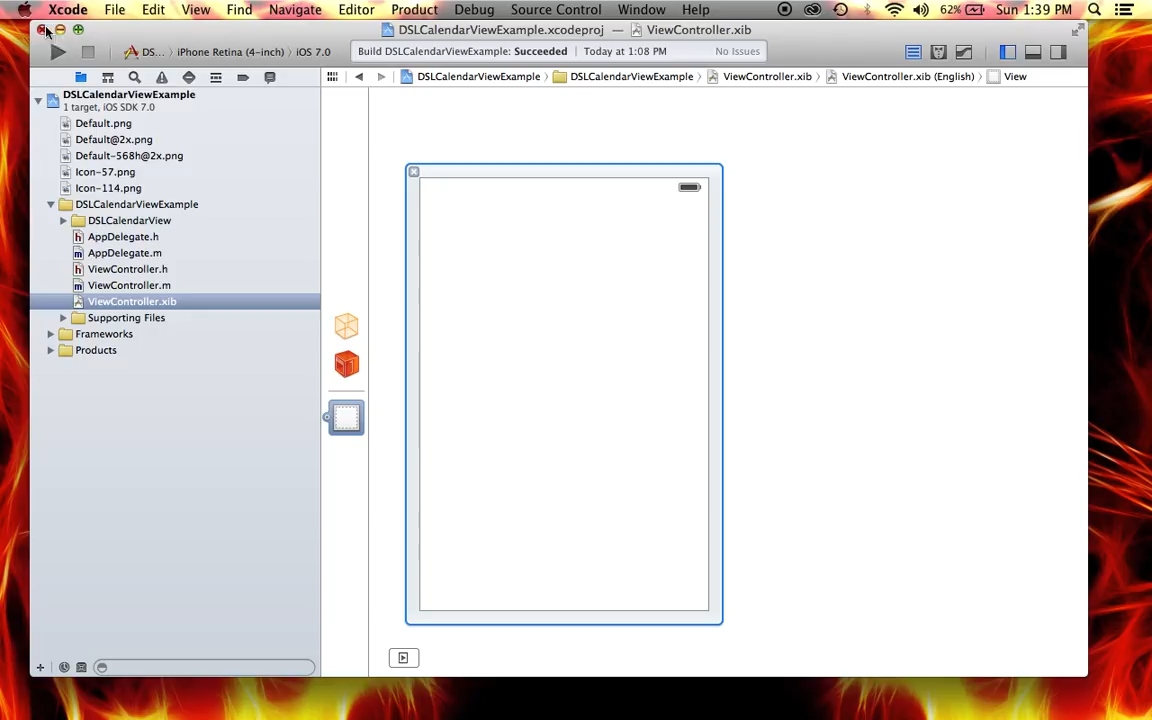 Xcode File Edit View Find Navigate Editor Product Debug Source Control Window Help 62% Sun 1:39 PM
DSLCalendarViewExample.xcodeproj — ViewController.xib
DS... iPhone Retina (4-inch) iOS 7.0
Build DSLCalendarViewExample: Succeeded Today at 1:08 PM No Issues
DSLCalendarViewExample DSLCalendarViewExample ViewController.xib ViewController.xib (English) View
DSLCalendarViewExample
1 target, iOS SDK 7.0
Default.png
Default@2x.png
Default-568h@2x.png
Icon-57.png
Icon-114.png
DSLCalendarViewExample
DSLCalendarView
h AppDelegate.h
m AppDelegate.m
h ViewController.h
m ViewController.m
ViewController.xib
Supporting Files
Frameworks
Products